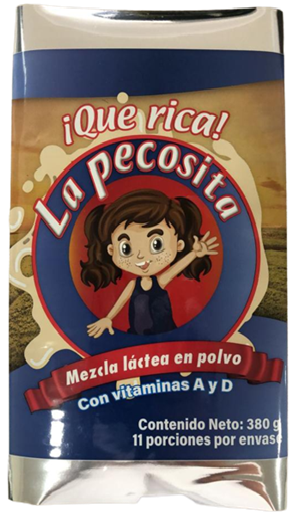 ¡Que rica!
La pecosita
Mezcla láctea en polvo
Con vitaminas A y D
Contenido Neto: 380 g
11 porciones por envase